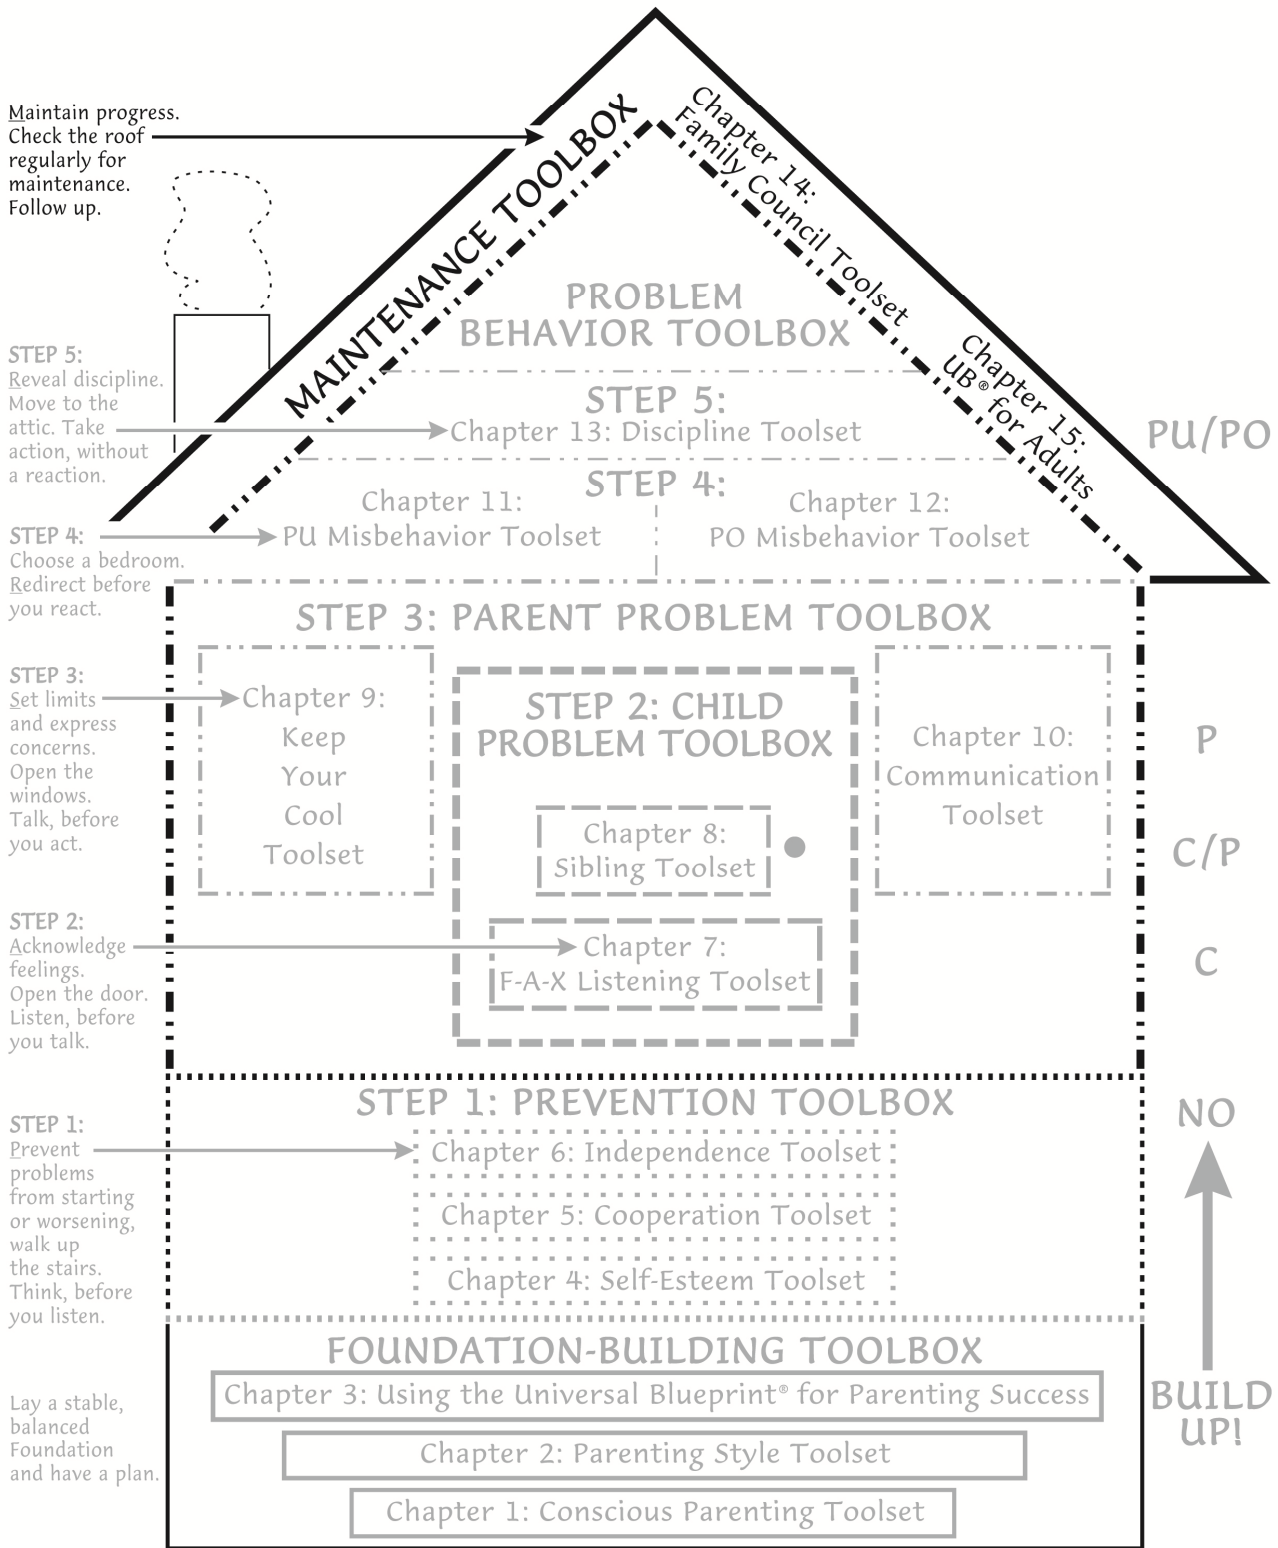 Maintain progress.
Check the roof
regularly for
maintenance.
Follow up.
MAINTENANCE TOOLBOX
Chapter 14:
Family Council Toolset
Chapter 15:
UB® for Adults
PROBLEM
BEHAVIOR TOOLBOX
STEP 5:
Reveal discipline.
Move to the
attic. Take
action, without
a reaction.
STEP 5:
Chapter 13: Discipline Toolset
PU/PO
STEP 4:
Choose a bedroom.
Redirect before
you react.
STEP 4:
Chapter 11:
PU Misbehavior Toolset
Chapter 12:
PO Misbehavior Toolset
STEP 3: PARENT PROBLEM TOOLBOX
STEP 3:
Set limits
and express
concerns.
Open the
windows.
Talk, before
you act.
Chapter 9:
Keep
Your
Cool
Toolset
STEP 2: CHILD
PROBLEM TOOLBOX
Chapter 8:
Sibling Toolset
Chapter 10:
Communication
Toolset
P
C/P
STEP 2:
Acknowledge
feelings.
Open the door.
Listen, before
you talk.
Chapter 7:
F-A-X Listening Toolset
C
STEP 1: PREVENTION TOOLBOX
STEP 1:
Prevent
problems
from starting
or worsening,
walk up
the stairs.
Think, before
you listen.
Chapter 6: Independence Toolset
Chapter 5: Cooperation Toolset
Chapter 4: Self-Esteem Toolset
NO
BUILD
UP!
FOUNDATION-BUILDING TOOLBOX
Lay a stable,
balanced
Foundation
and have a plan.
Chapter 3: Using the Universal Blueprint® for Parenting Success
Chapter 2: Parenting Style Toolset
Chapter 1: Conscious Parenting Toolset